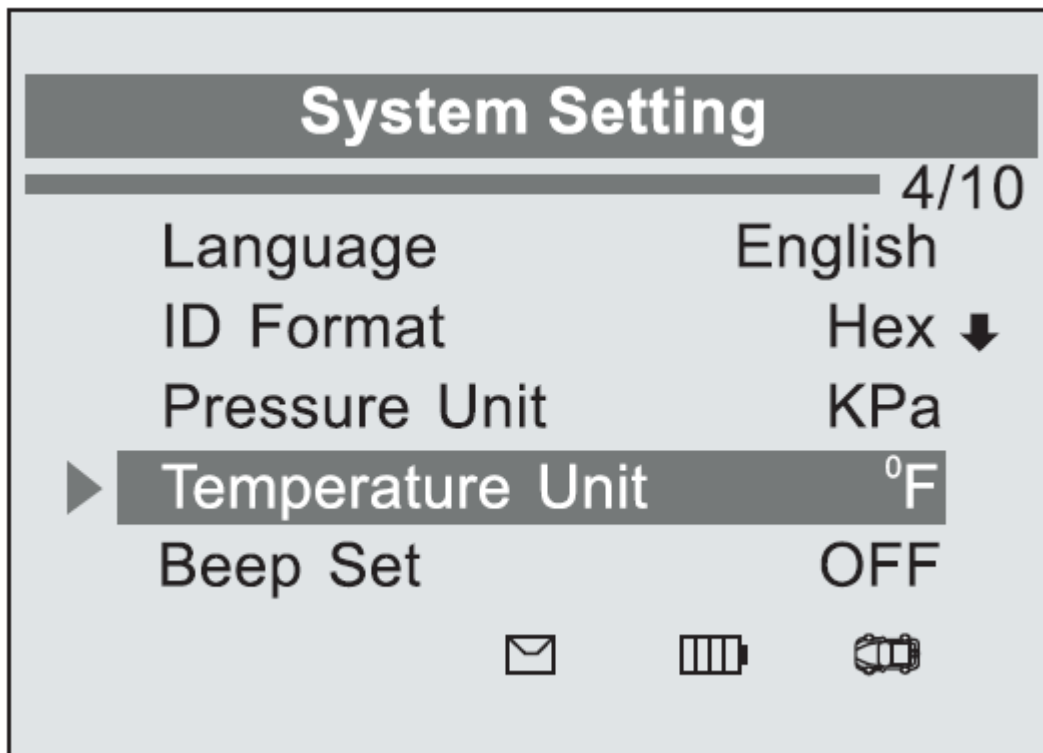 System Setting
4/10
Language English
ID Format Hex
Pressure Unit KPa
Temperature Unit ⁰F
Beep Set OFF